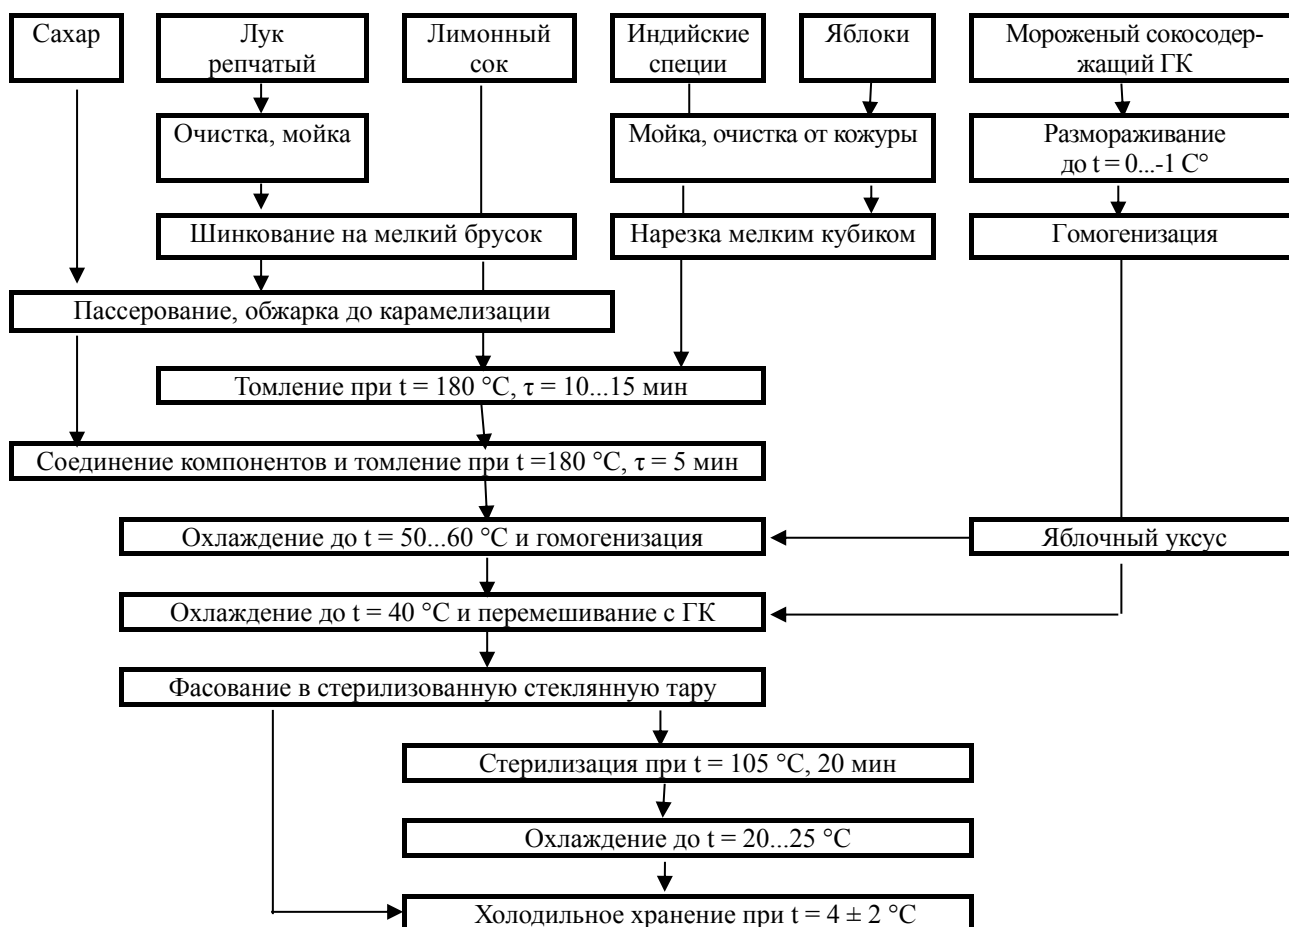 Сахар
Лук
репчатый
Лимонный
сок
Индийские
специи
Яблоки
Мороженый сокосодер-
жащий ГК
Очистка, мойка
Мойка, очистка от кожуры
Размораживание
до t = 0...-1 C°
Шинкование на мелкий брусок
Нарезка мелким кубиком
Гомогенизация
Пассерование, обжарка до карамелизации
Томление при t = 180 °C, τ = 10...15 мин
Соединение компонентов и томление при t =180 °C, τ = 5 мин
Охлаждение до t = 50...60 °C и гомогенизация
Яблочный уксус
Охлаждение до t = 40 °C и перемешивание с ГК
Фасование в стерилизованную стеклянную тару
Стерилизация при t = 105 °C, 20 мин
Охлаждение до t = 20...25 °C
Холодильное хранение при t = 4 ± 2 °C